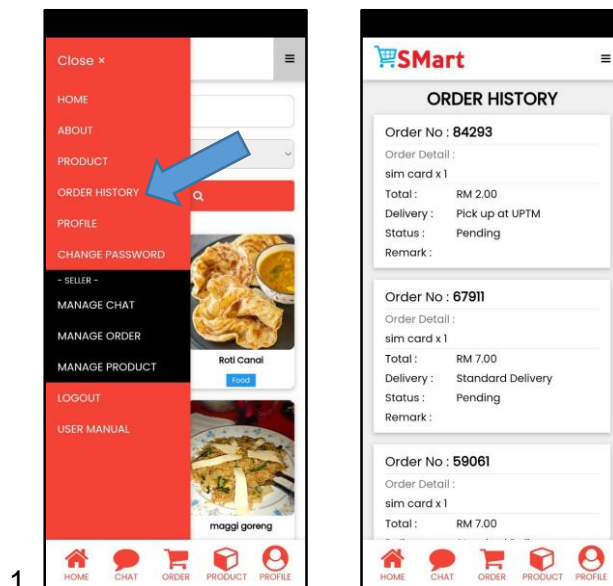 Close ×
HOME
ABOUT
PRODUCT
ORDER HISTORY
PROFILE
CHANGE PASSWORD
- SELLER -
MANAGE CHAT
MANAGE ORDER
MANAGE PRODUCT
LOGOUT
USER MANUAL
Roti Canai
Food
maggi goreng
HOME CHAT ORDER PRODUCT PROFILE
1
SMart
ORDER HISTORY
Order No : 84293
Order Detail :
sim card x 1
Total : RM 2.00
Delivery : Pick up at UPTM
Status : Pending
Remark :
Order No : 67911
Order Detail :
sim card x 1
Total : RM 7.00
Delivery : Standard Delivery
Status : Pending
Remark :
Order No : 59061
Order Detail :
sim card x 1
Total : RM 7.00
HOME CHAT ORDER PRODUCT PROFILE